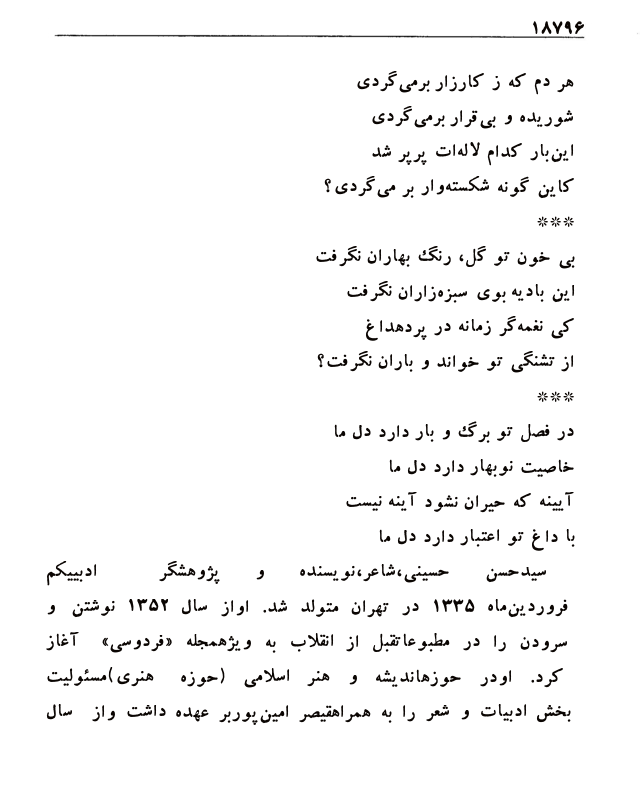 ۱۸۷۹۶
هر دم که ز کارزار برمی‌گردی
شوریده و بی‌قرار برمی‌گردی
این‌بار کدام لاله‌ات پرپر شد
کاین گونه شکسته‌وار بر می‌گردی؟
***
بی خون تو گل، رنگ بهاران نگرفت
این بادیه بوی سبزه‌زاران نگرفت
کی نغمه‌گر زمانه در پردهداغ
از تشنگی تو خواند و باران نگرفت؟
***
در فصل تو برگ و بار دارد دل ما
خاصیت نوبهار دارد دل ما
آیینه که حیران نشود آینه نیست
با داغ تو اعتبار دارد دل ما
سیدحسن حسینی،شاعر،نویسنده و پژوهشگر ادبییکم
فروردین‌ماه ۱۳۳۵ در تهران متولد شد. اواز سال ۱۳۵۲ نوشتن و
سرودن را در مطبوعاتقبل از انقلاب به ویژهمجله «فردوسی» آغاز
کرد. اودر حوزهاندیشه و هنر اسلامی (حوزه هنری)مسئولیت
بخش ادبیات و شعر را به همراهقیصر امین‌پوربر عهده داشت واز سال